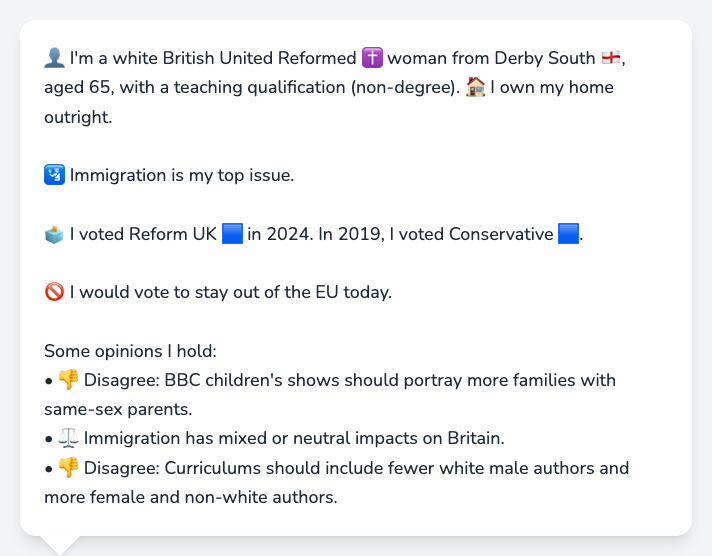 👤 I'm a white British United Reformed ✝️ woman from Derby South 🏴󠁧󠁢󠁥󠁮󠁧󠁿,
aged 65, with a teaching qualification (non-degree). 🏠 I own my home
outright.
🛂 Immigration is my top issue.
🗳️ I voted Reform UK 🟦 in 2024. In 2019, I voted Conservative 🟦.
🚫 I would vote to stay out of the EU today.
Some opinions I hold:
• 👎 Disagree: BBC children's shows should portray more families with
same-sex parents.
• ⚖️ Immigration has mixed or neutral impacts on Britain.
• 👎 Disagree: Curriculums should include fewer white male authors and
more female and non-white authors.